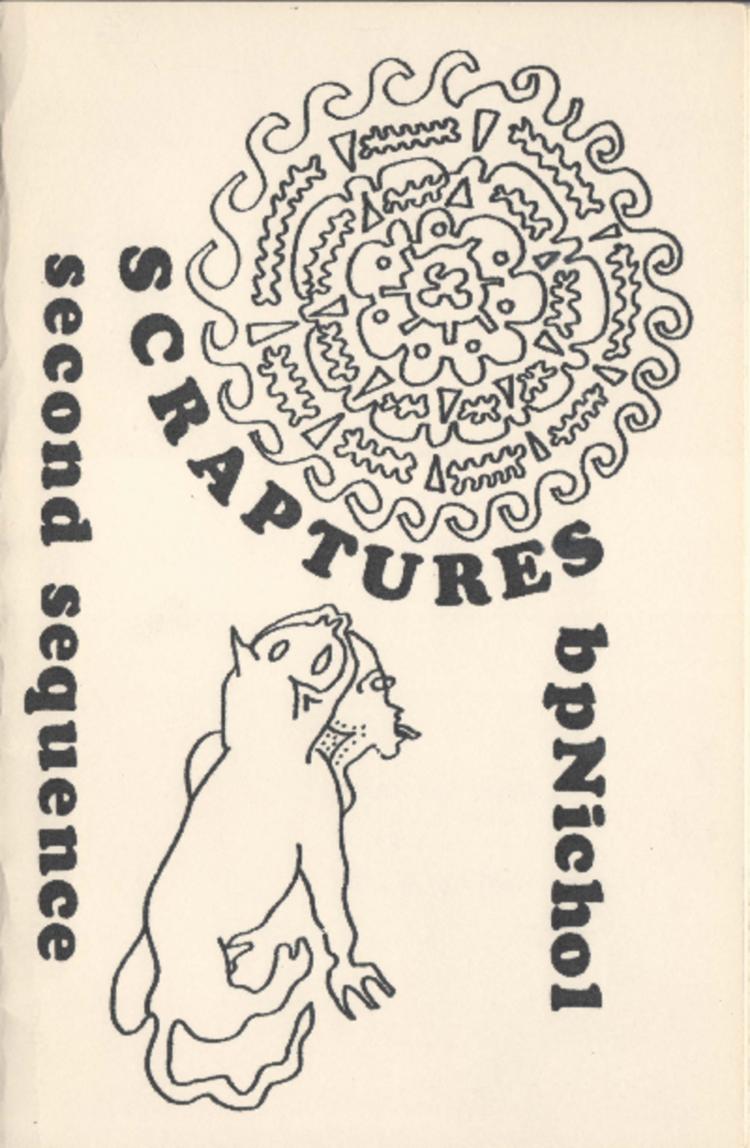 SCRAPTURES
second sequence
bpNichol